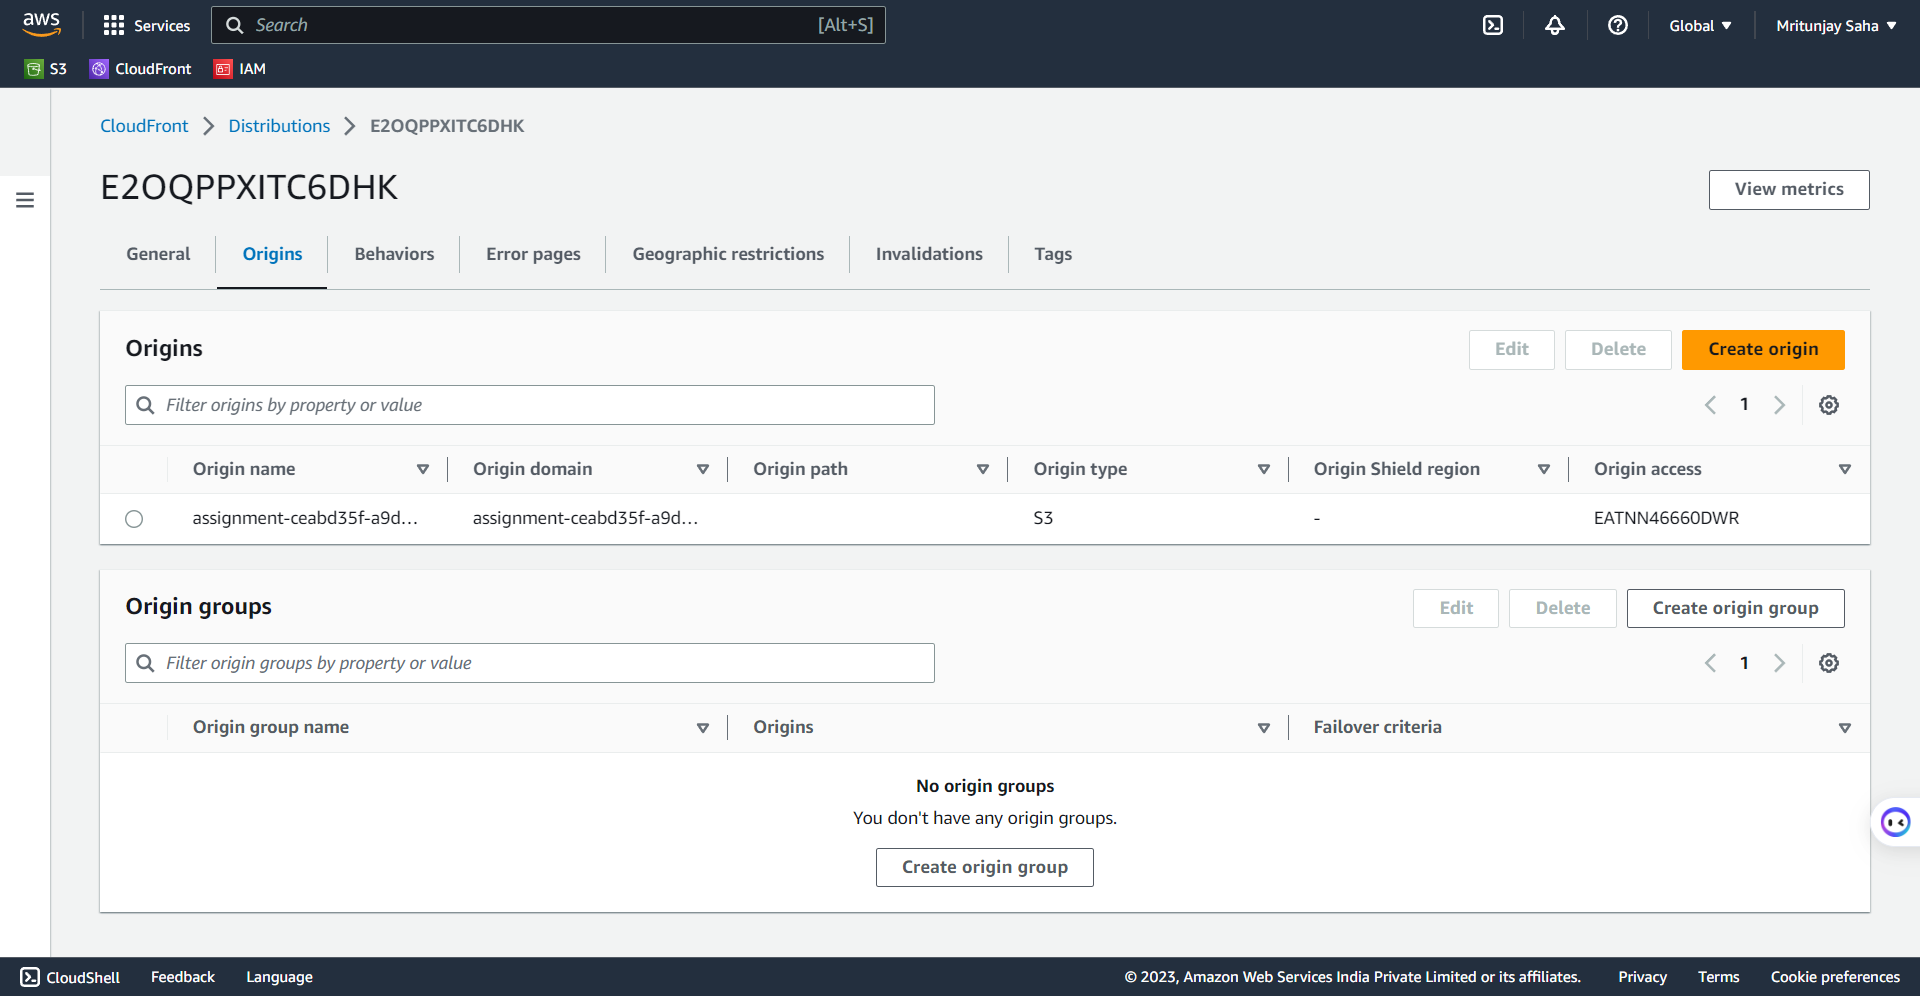 aws
Services
Search [Alt+S]
Global
Mritunjay Saha
S3
CloudFront
IAM
CloudFront
Distributions
E2OQPPXITC6DHK
E2OQPPXITC6DHK
View metrics
General
Origins
Behaviors
Error pages
Geographic restrictions
Invalidations
Tags
Origins
Edit
Delete
Create origin
Filter origins by property or value
1
Origin name
Origin domain
Origin path
Origin type
Origin Shield region
Origin access
assignment-ceabd35f-a9d...
assignment-ceabd35f-a9d...
S3
-
EATNN46660DWR
Origin groups
Edit
Delete
Create origin group
Filter origin groups by property or value
1
Origin group name
Origins
Failover criteria
No origin groups
You don't have any origin groups.
Create origin group
CloudShell
Feedback
Language
© 2023, Amazon Web Services India Private Limited or its affiliates.
Privacy
Terms
Cookie preferences